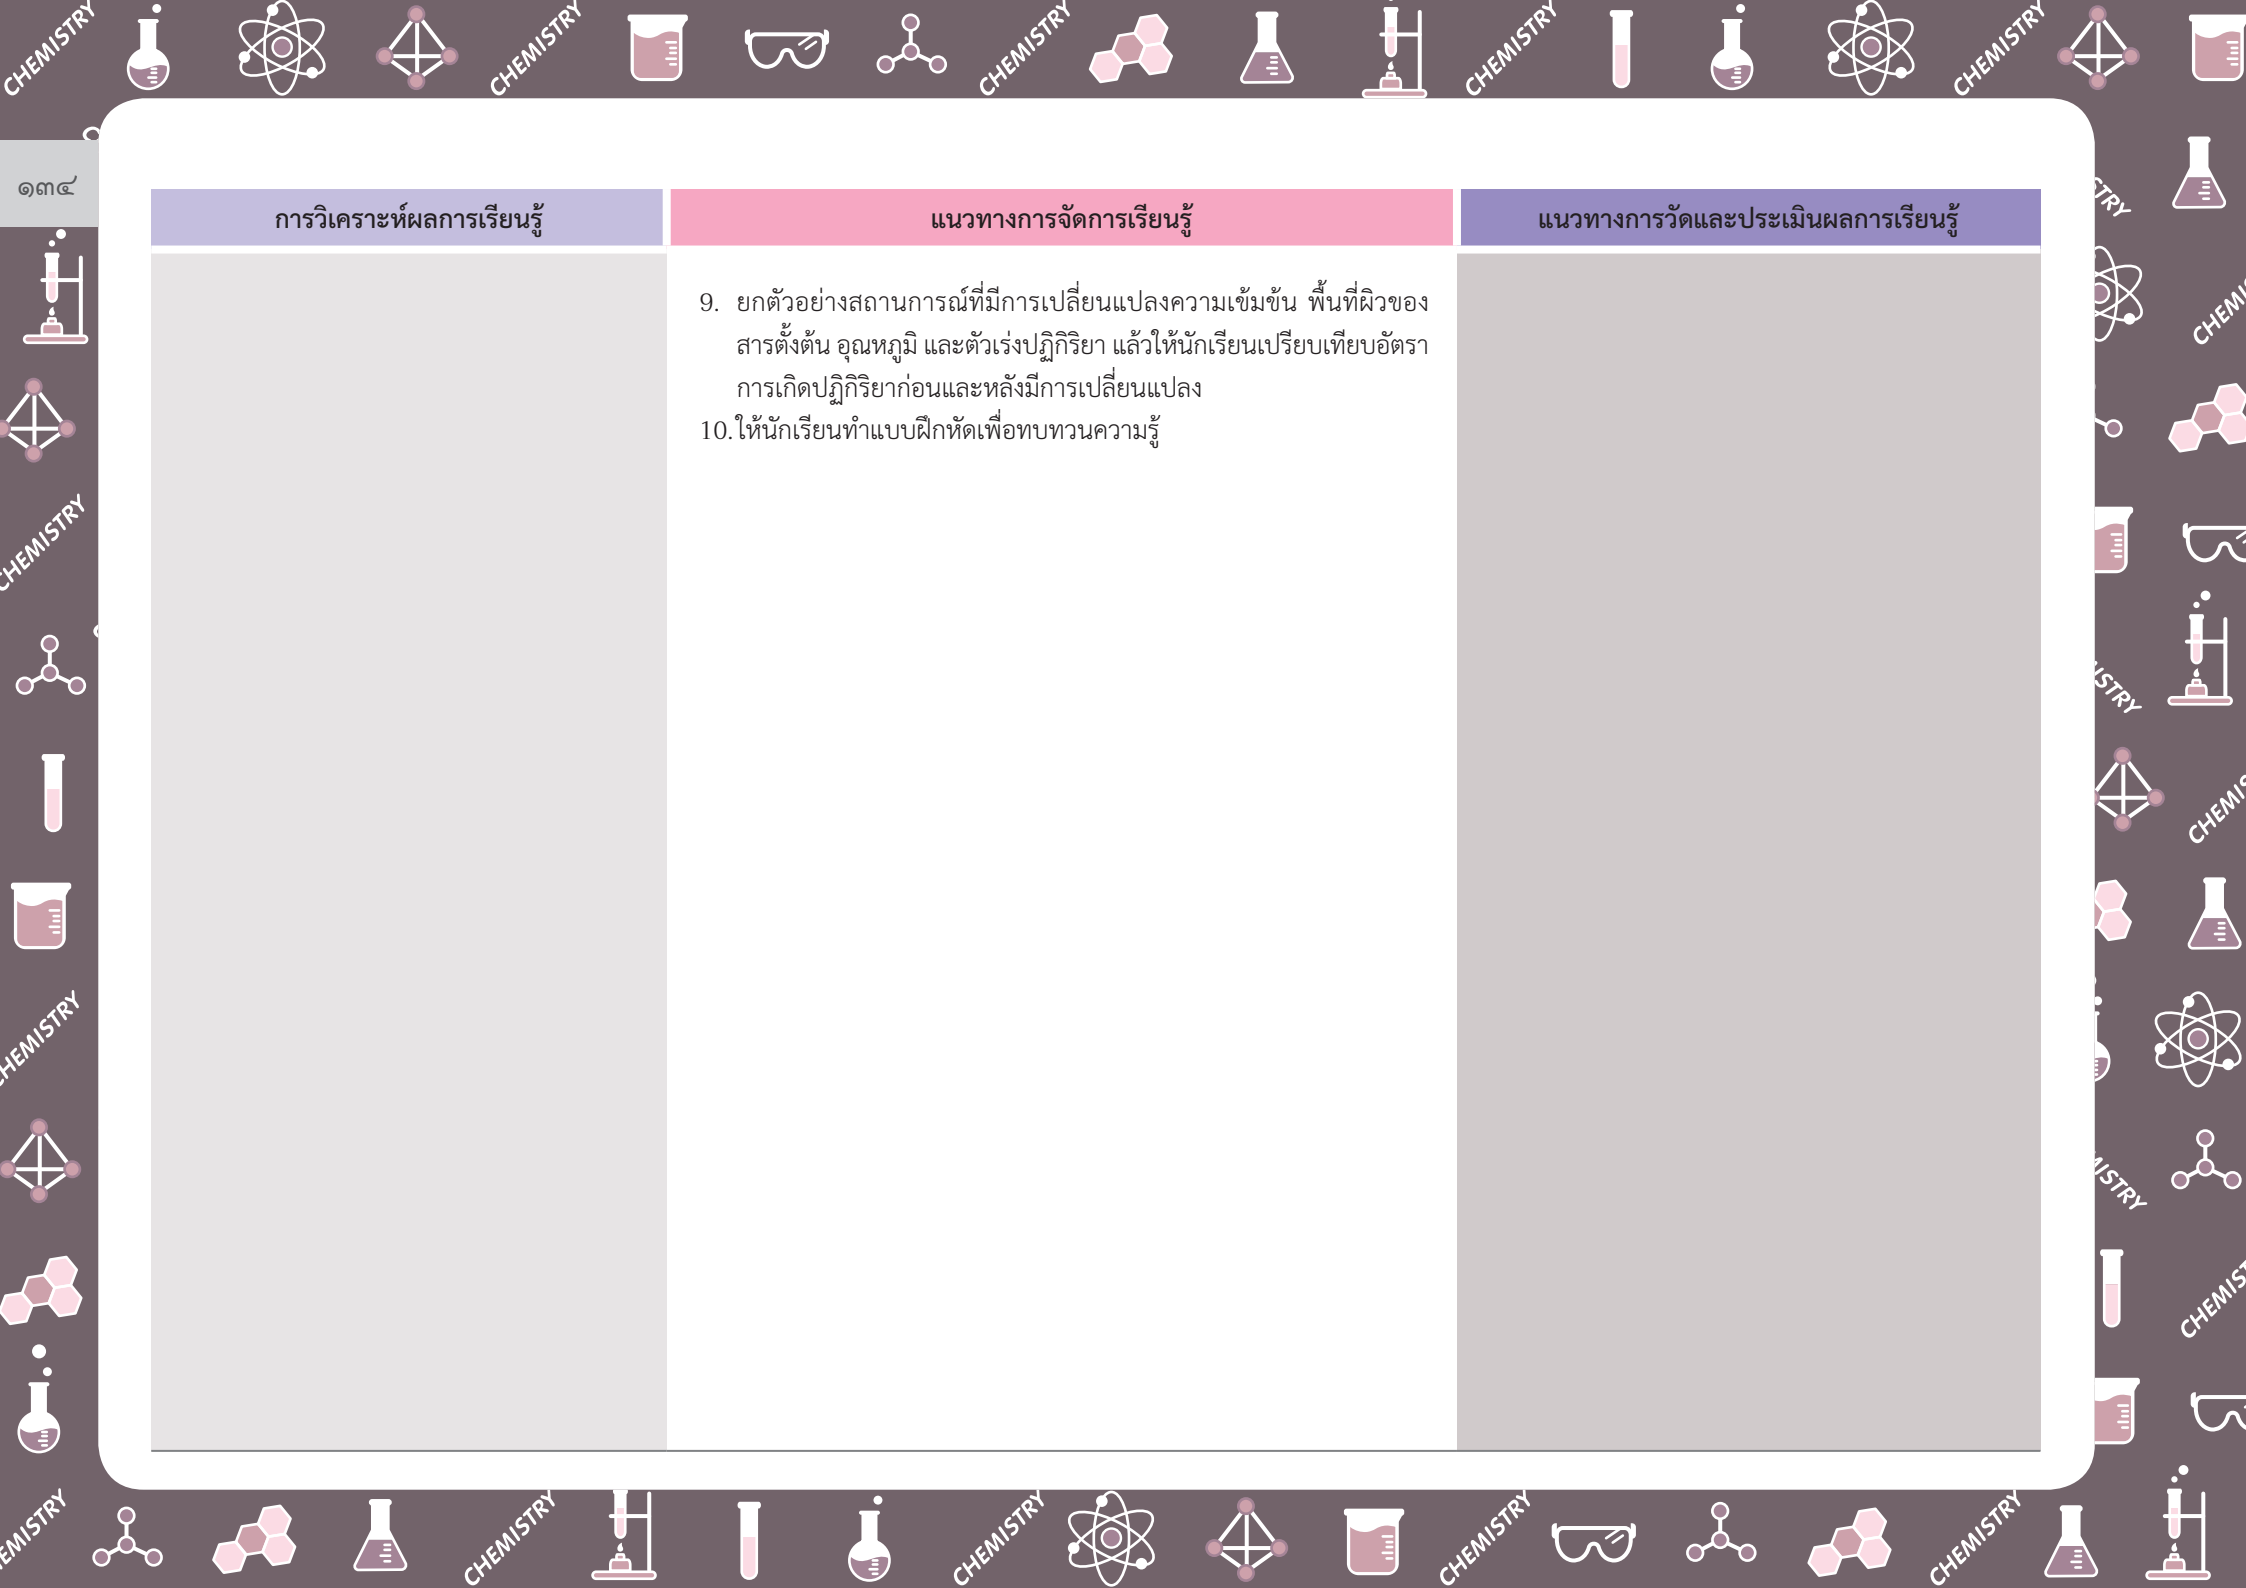 ๑๓๔
การวิเคราะห์ผลการเรียนรู้
แนวทางการจัดการเรียนรู้
แนวทางการวัดและประเมินผลการเรียนรู้
9. ยกตัวอย่างสถานการณ์ที่มีการเปลี่ยนแปลงความเข้มข้น พื้นที่ผิวของ
สารตั้งต้น อุณหภูมิ และตัวเร่งปฏิกิริยา แล้วให้นักเรียนเปรียบเทียบอัตรา
การเกิดปฏิกิริยาก่อนและหลังมีการเปลี่ยนแปลง
10. ให้นักเรียนทำแบบฝึกหัดเพื่อทบทวนความรู้
CHEMISTRY
CHEMISTRY
CHEMISTRY
CHEMISTRY
CHEMISTRY
CHEMISTRY
CHEMISTRY
CHEMISTRY
CHEMISTRY